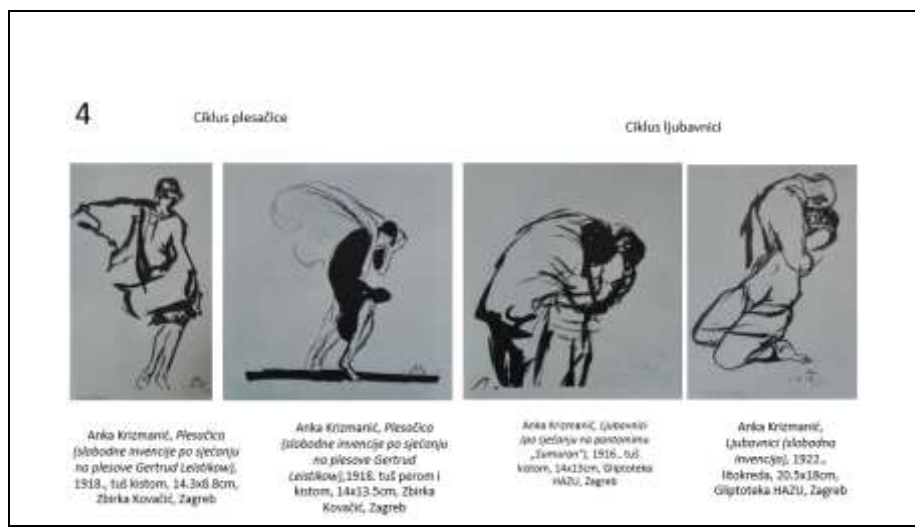 4
Ciklus plesačice
Ciklus ljubavnici
Anka Krizmanić, Plesačica
(slobodne invencije po sjećanju
na plesove Gertrud Leistikow),
1918., tuš kistom, 14.3x8.8cm,
Zbirka Kovačić, Zagreb
Anka Krizmanić, Plesačica
(slobodne invencije po sjećanju
na plesove Gertrud
Leistikow),1918. tuš perom i
kistom, 14x13.5cm, Zbirka
Kovačić, Zagreb
Anka Krizmanić, Ljubavnici
(po sjećanju na pantomimu
„Sumurun“), 1916., tuš
kistom, 14x13cm, Gliptoteka
HAZU, Zagreb
Anka Krizmanić,
Ljubavnici (slobodna
invencija), 1922.,
litokreda, 20.5x18cm,
Gliptoteka HAZU, Zagreb